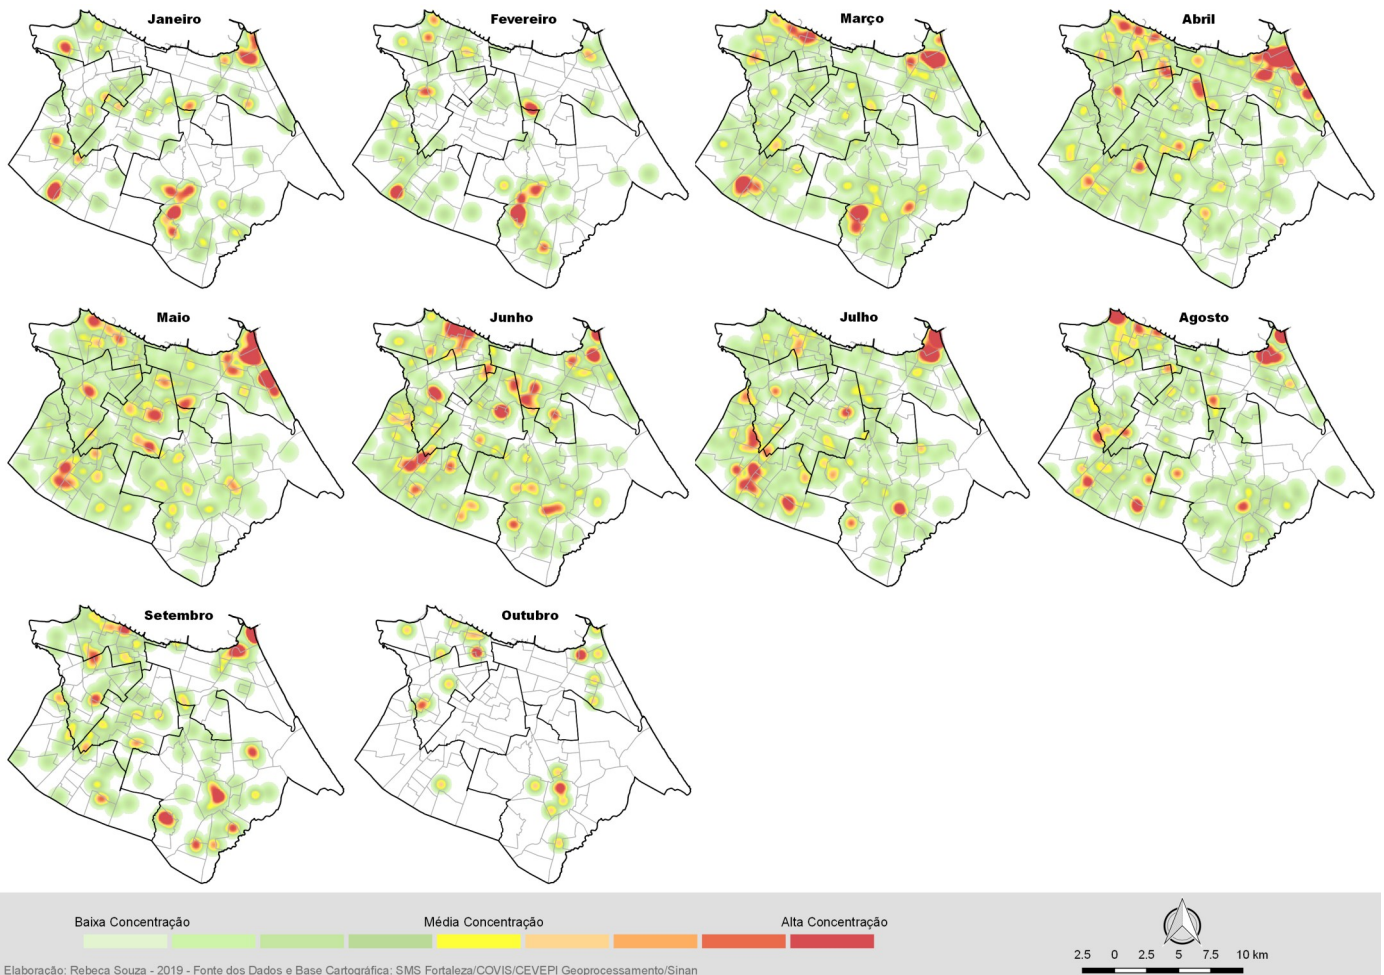 Janeiro
Fevereiro
Março
Abril
Maio
Junho
Julho
Agosto
Setembro
Outubro
Baixa Concentração
Média Concentração
Alta Concentração
2.5 0 2.5 5 7.5 10 km
Elaboração: Rebeca Souza - 2019 - Fonte dos Dados e Base Cartográfica: SMS Fortaleza/COVIS/CEVEPI Geoprocessamento/Sinan